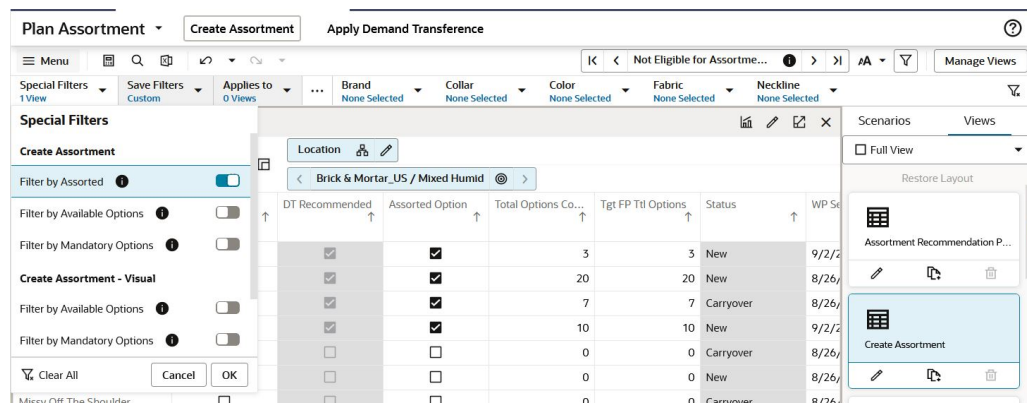 Plan Assortment
Create Assortment
Apply Demand Transference
Menu
Not Eligible for Assortme...
AA
Manage Views
Special Filters
1 View
Save Filters
Custom
Applies to
0 Views
...
Brand
None Selected
Collar
None Selected
Color
None Selected
Fabric
None Selected
Neckline
None Selected
Special Filters
Create Assortment
Filter by Assorted
Filter by Available Options
Filter by Mandatory Options
Create Assortment - Visual
Filter by Available Options
Filter by Mandatory Options
Clear All
Cancel
OK
Location
Brick & Mortar_US / Mixed Humid
DT Recommended Assorted Option Total Options Co... Tgt FP Ttl Options Status WP Se
3 3 New 9/2/2
20 20 New 8/26/
7 7 Carryover 8/26/
10 10 New 9/2/2
0 0 Carryover 8/26/
0 0 New 8/26/
Missy Off The Shoulder 0 0 Carryover 8/26/
Scenarios
Views
Full View
Restore Layout
Assortment Recommendation P...
Create Assortment